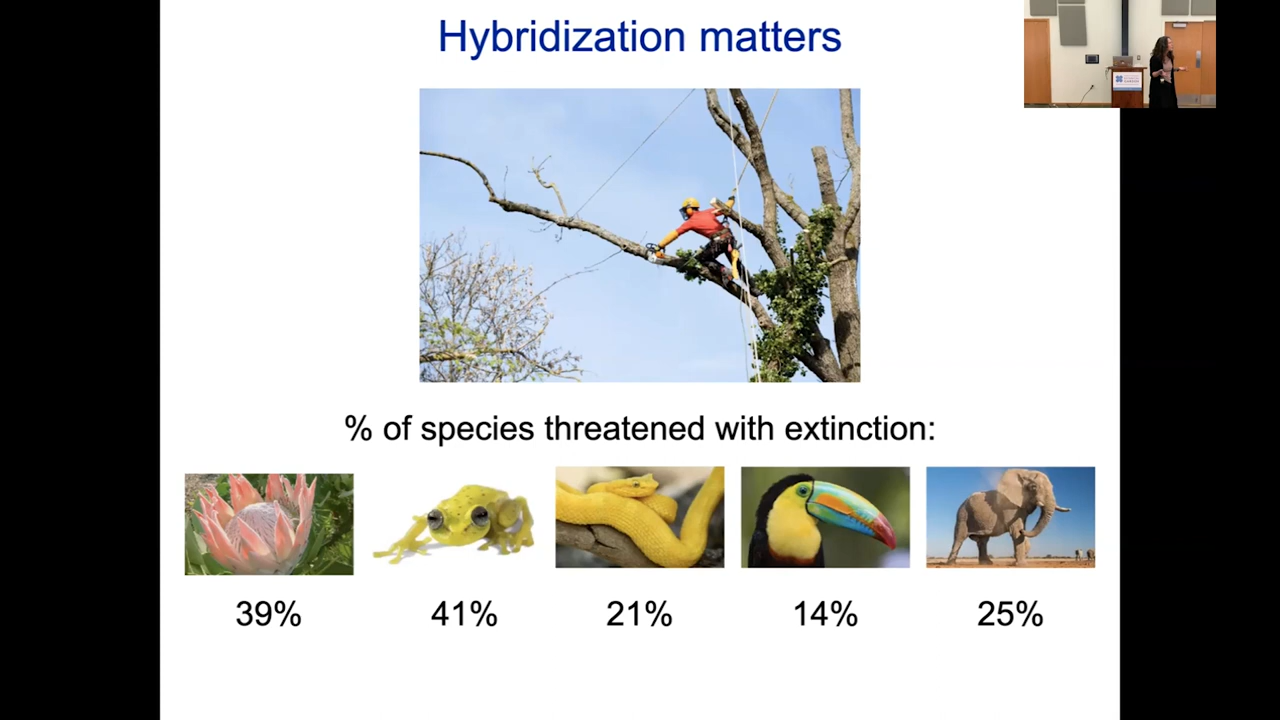 Hybridization matters
% of species threatened with extinction:
39%
41%
21%
14%
25%